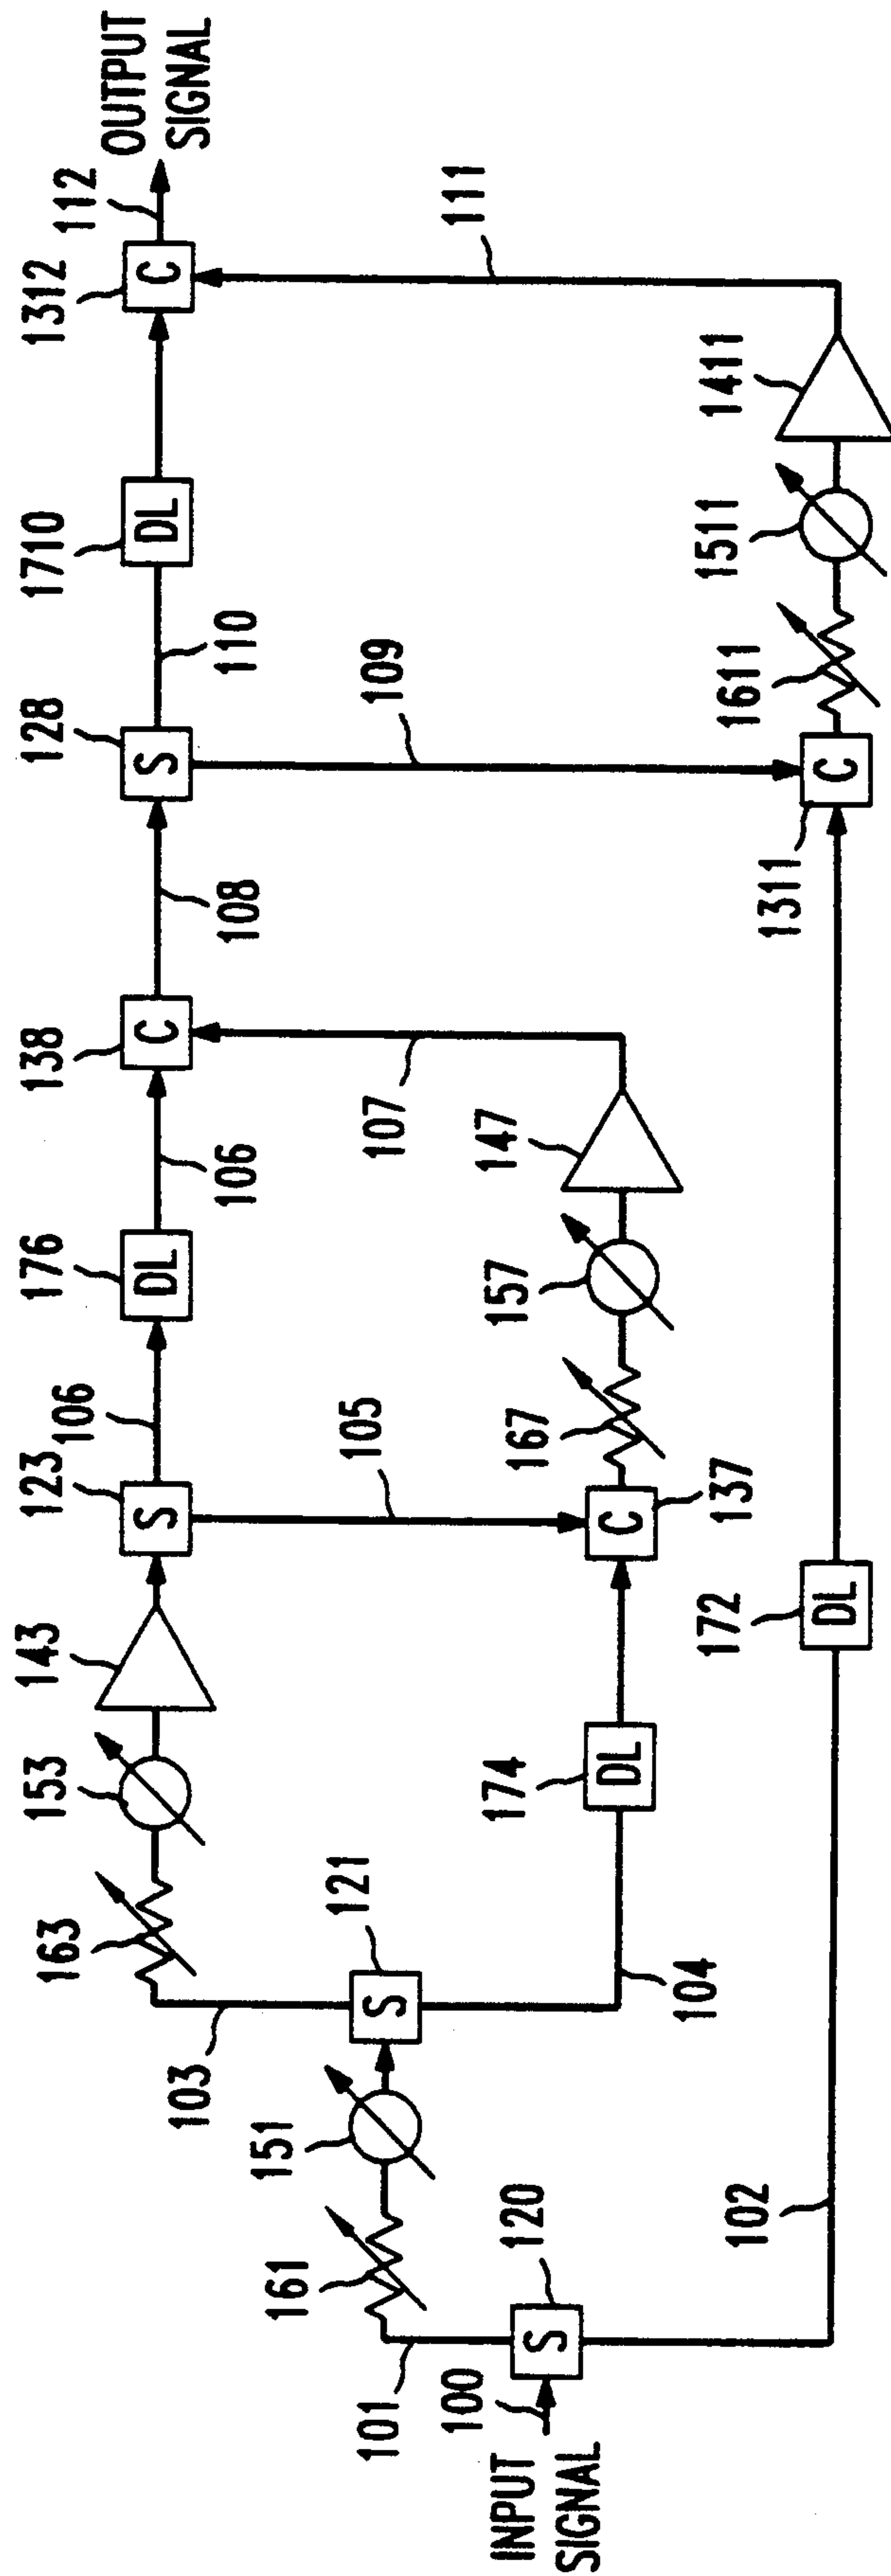 INPUT
SIGNAL
100
S
120
101
161
151
S
121
103
163
153
143
S
123
106
DL
176
106
C
138
108
S
128
110
DL
1710
C
1312
112
OUTPUT
SIGNAL
104
DL
174
105
C
137
167
157
147
107
102
DL
172
109
C
1311
1611
1511
1411
111